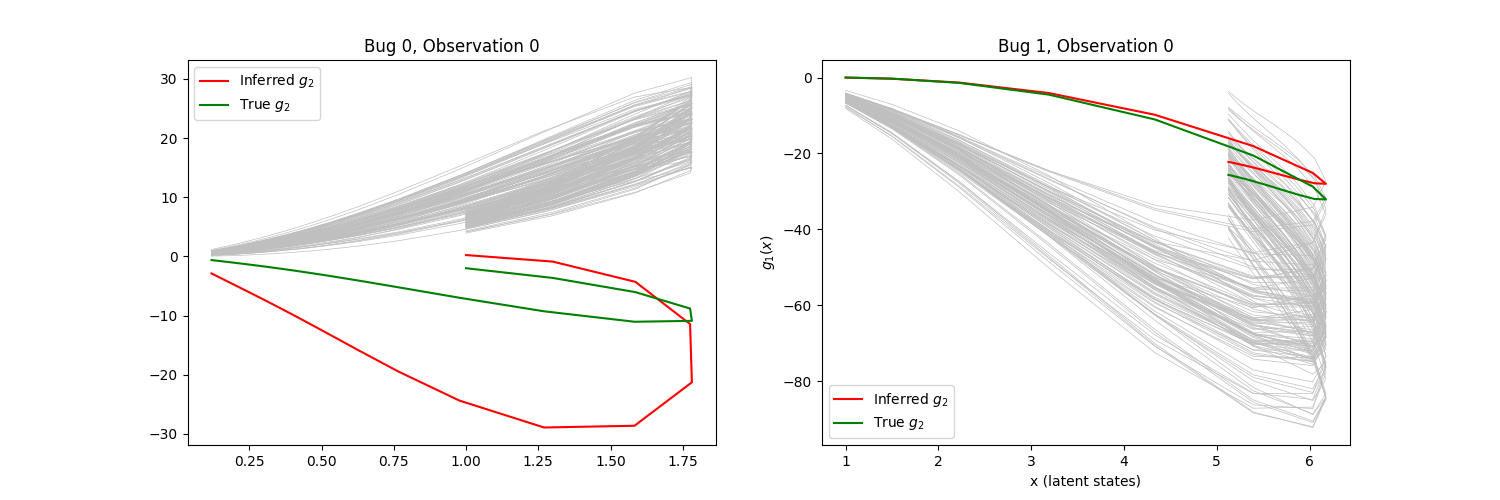 Bug 0, Observation 0
Inferred g₂
True g₂
30
20
10
0
−10
−20
−30
0.25 0.50 0.75 1.00 1.25 1.50 1.75
Bug 1, Observation 0
g₁(x)
0
−20
−40
−60
−80
Inferred g₂
True g₂
1 2 3 4 5 6
x (latent states)